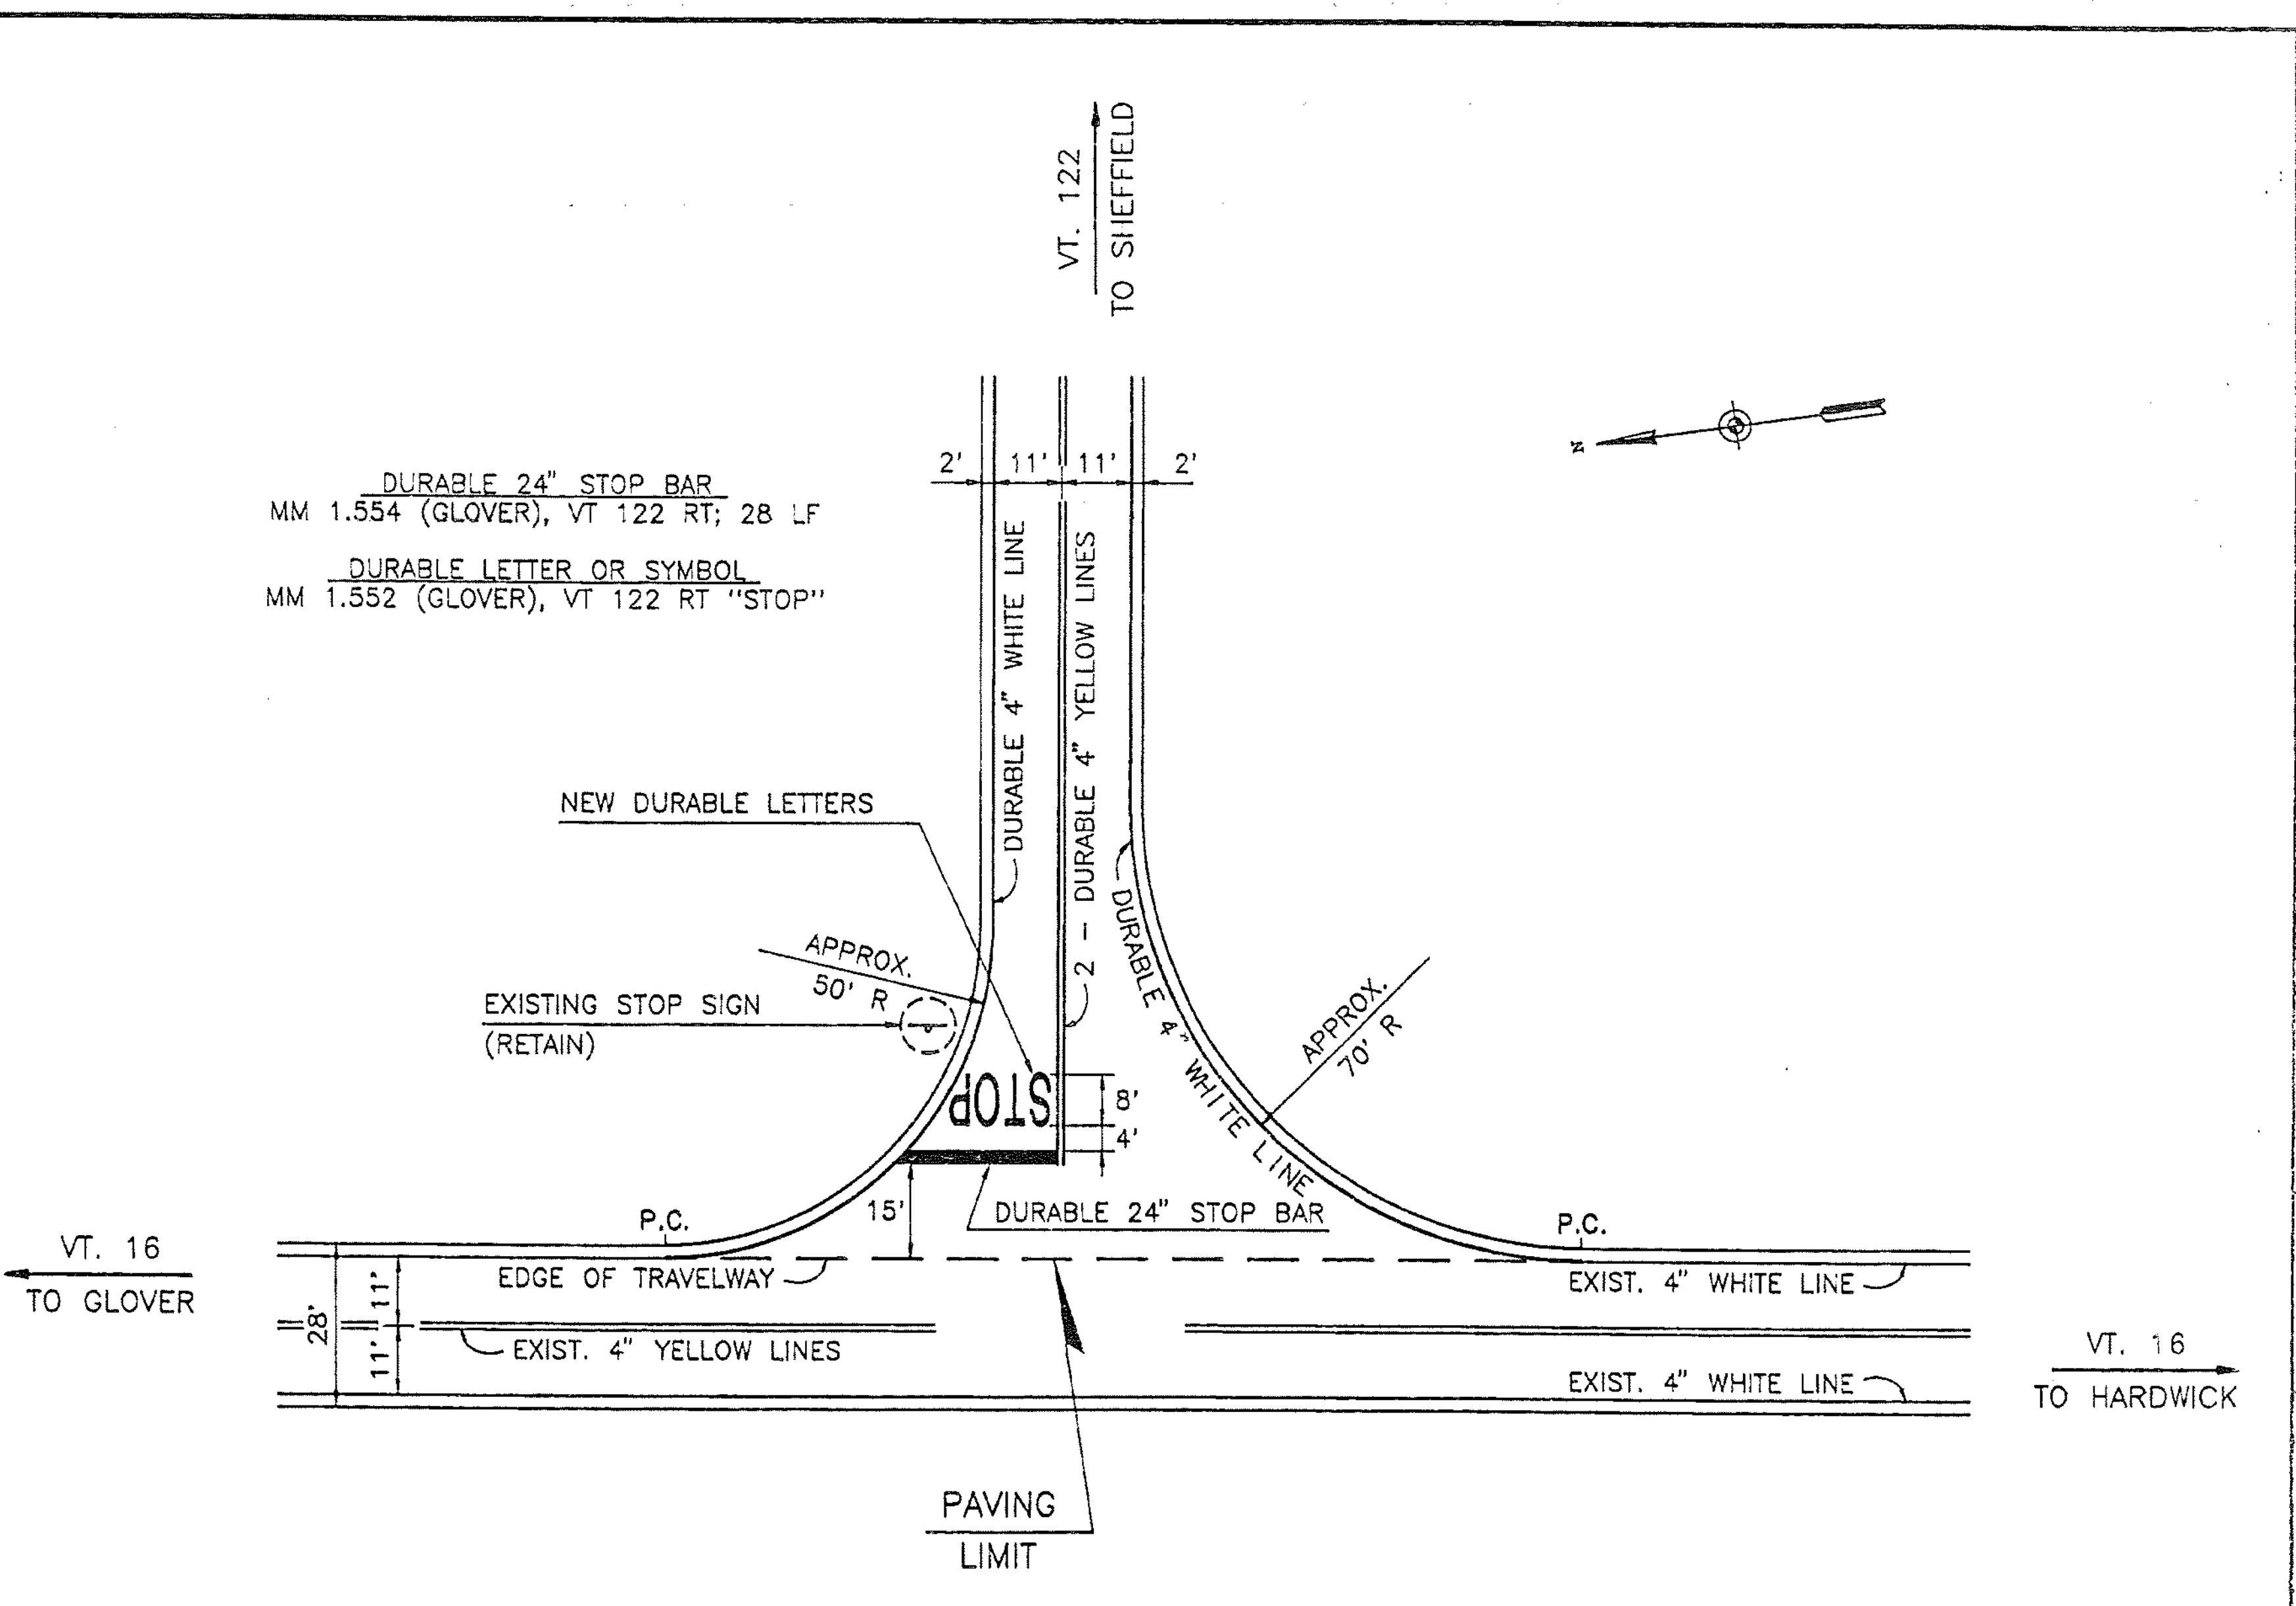 VT. 122
TO SHEFFIELD
N
2' 11' 11' 2'
DURABLE 24" STOP BAR
MM 1.554 (GLOVER), VT 122 RT; 28 LF
DURABLE LETTER OR SYMBOL
MM 1.552 (GLOVER), VT 122 RT "STOP"
DURABLE 4" WHITE LINE
2 - DURABLE 4" YELLOW LINES
DURABLE 4" WHITE LINE
NEW DURABLE LETTERS
APPROX.
50' R
EXISTING STOP SIGN
(RETAIN)
APPROX.
70' R
STOP
8'
4'
15'
DURABLE 24" STOP BAR
P.C.
P.C.
VT. 16
TO GLOVER
EDGE OF TRAVELWAY
EXIST. 4" WHITE LINE
28'
11'
11'
EXIST. 4" YELLOW LINES
EXIST. 4" WHITE LINE
VT. 16
TO HARDWICK
PAVING
LIMIT